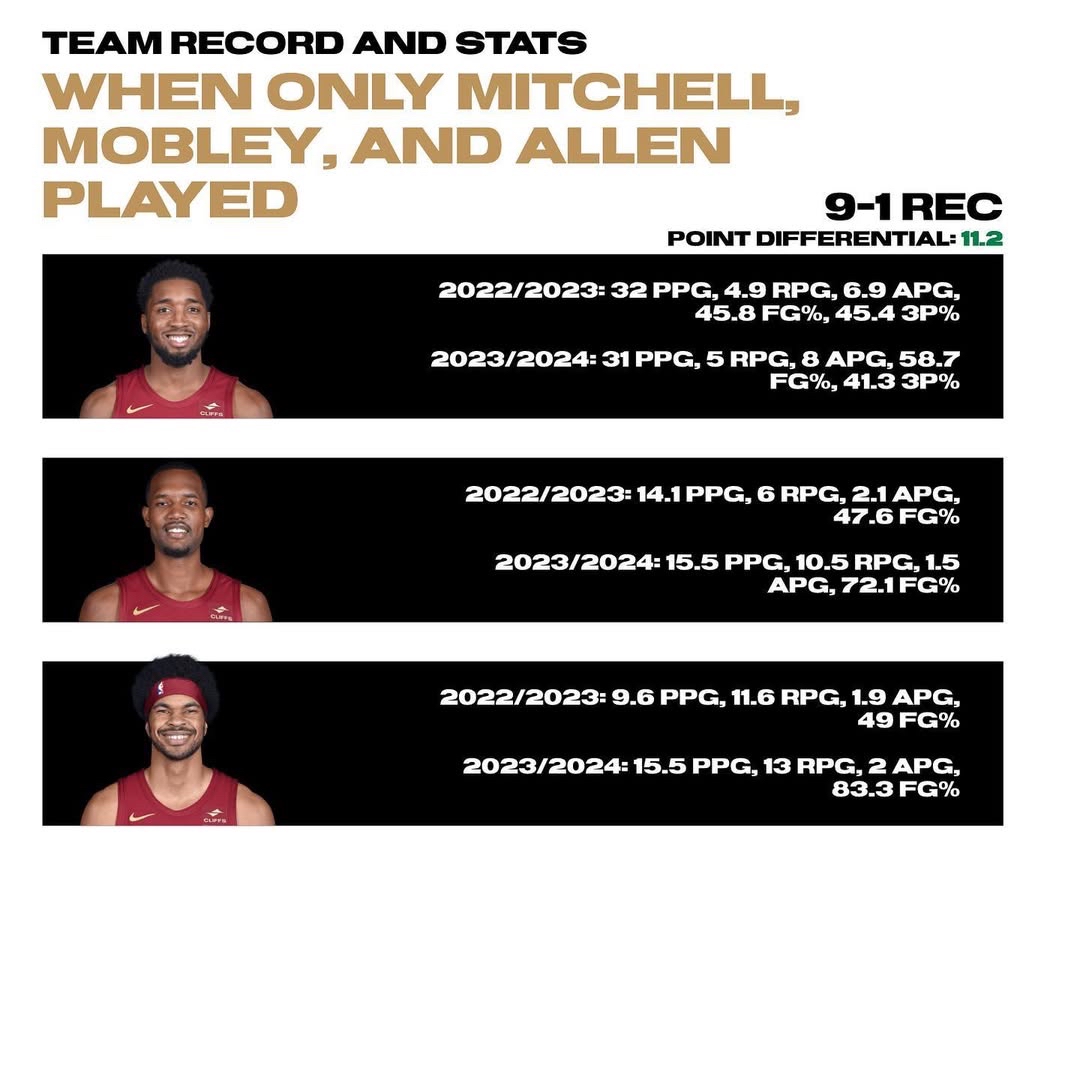 TEAM RECORD AND STATS
WHEN ONLY MITCHELL,
MOBLEY, AND ALLEN
PLAYED
9-1 REC
POINT DIFFERENTIAL: 11.2
2022/2023: 32 PPG, 4.9 RPG, 6.9 APG,
45.8 FG%, 45.4 3P%
2023/2024: 31 PPG, 5 RPG, 8 APG, 58.7
FG%, 41.3 3P%
CLIFFS
2022/2023: 14.1 PPG, 6 RPG, 2.1 APG,
47.6 FG%
2023/2024: 15.5 PPG, 10.5 RPG, 1.5
APG, 72.1 FG%
CLIFFS
2022/2023: 9.6 PPG, 11.6 RPG, 1.9 APG,
49 FG%
2023/2024: 15.5 PPG, 13 RPG, 2 APG,
83.3 FG%
CLIFFS